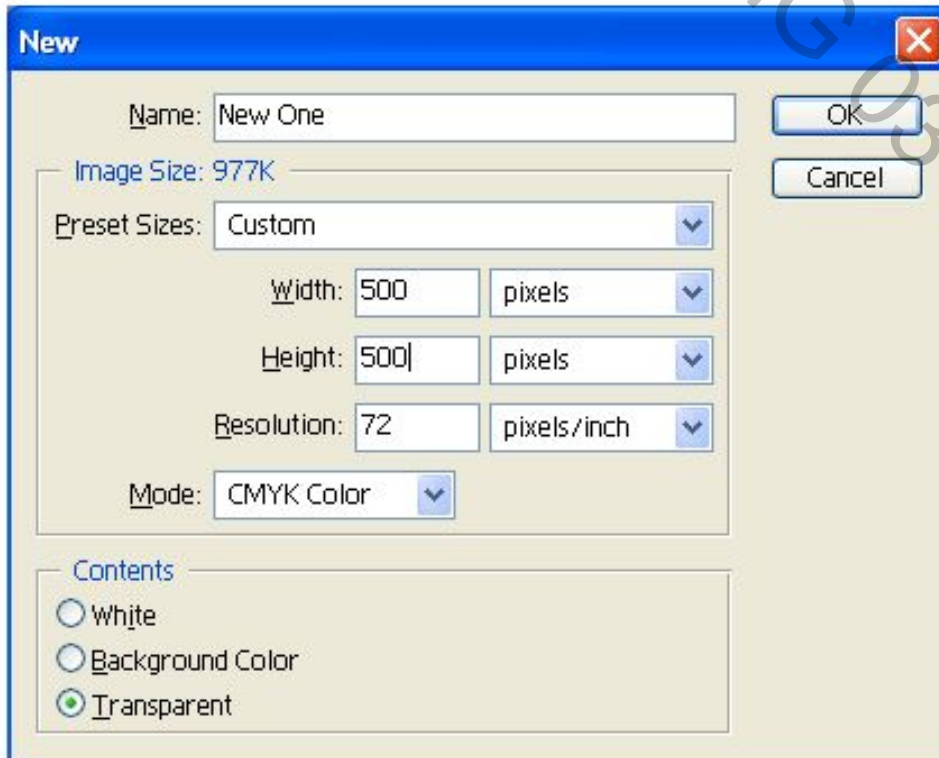 New
Name: New One
OK
Image Size: 977K
Cancel
Preset Sizes: Custom
Width: 500 pixels
Height: 500 pixels
Resolution: 72 pixels/inch
Mode: CMYK Color
Contents
White
Background Color
Transparent